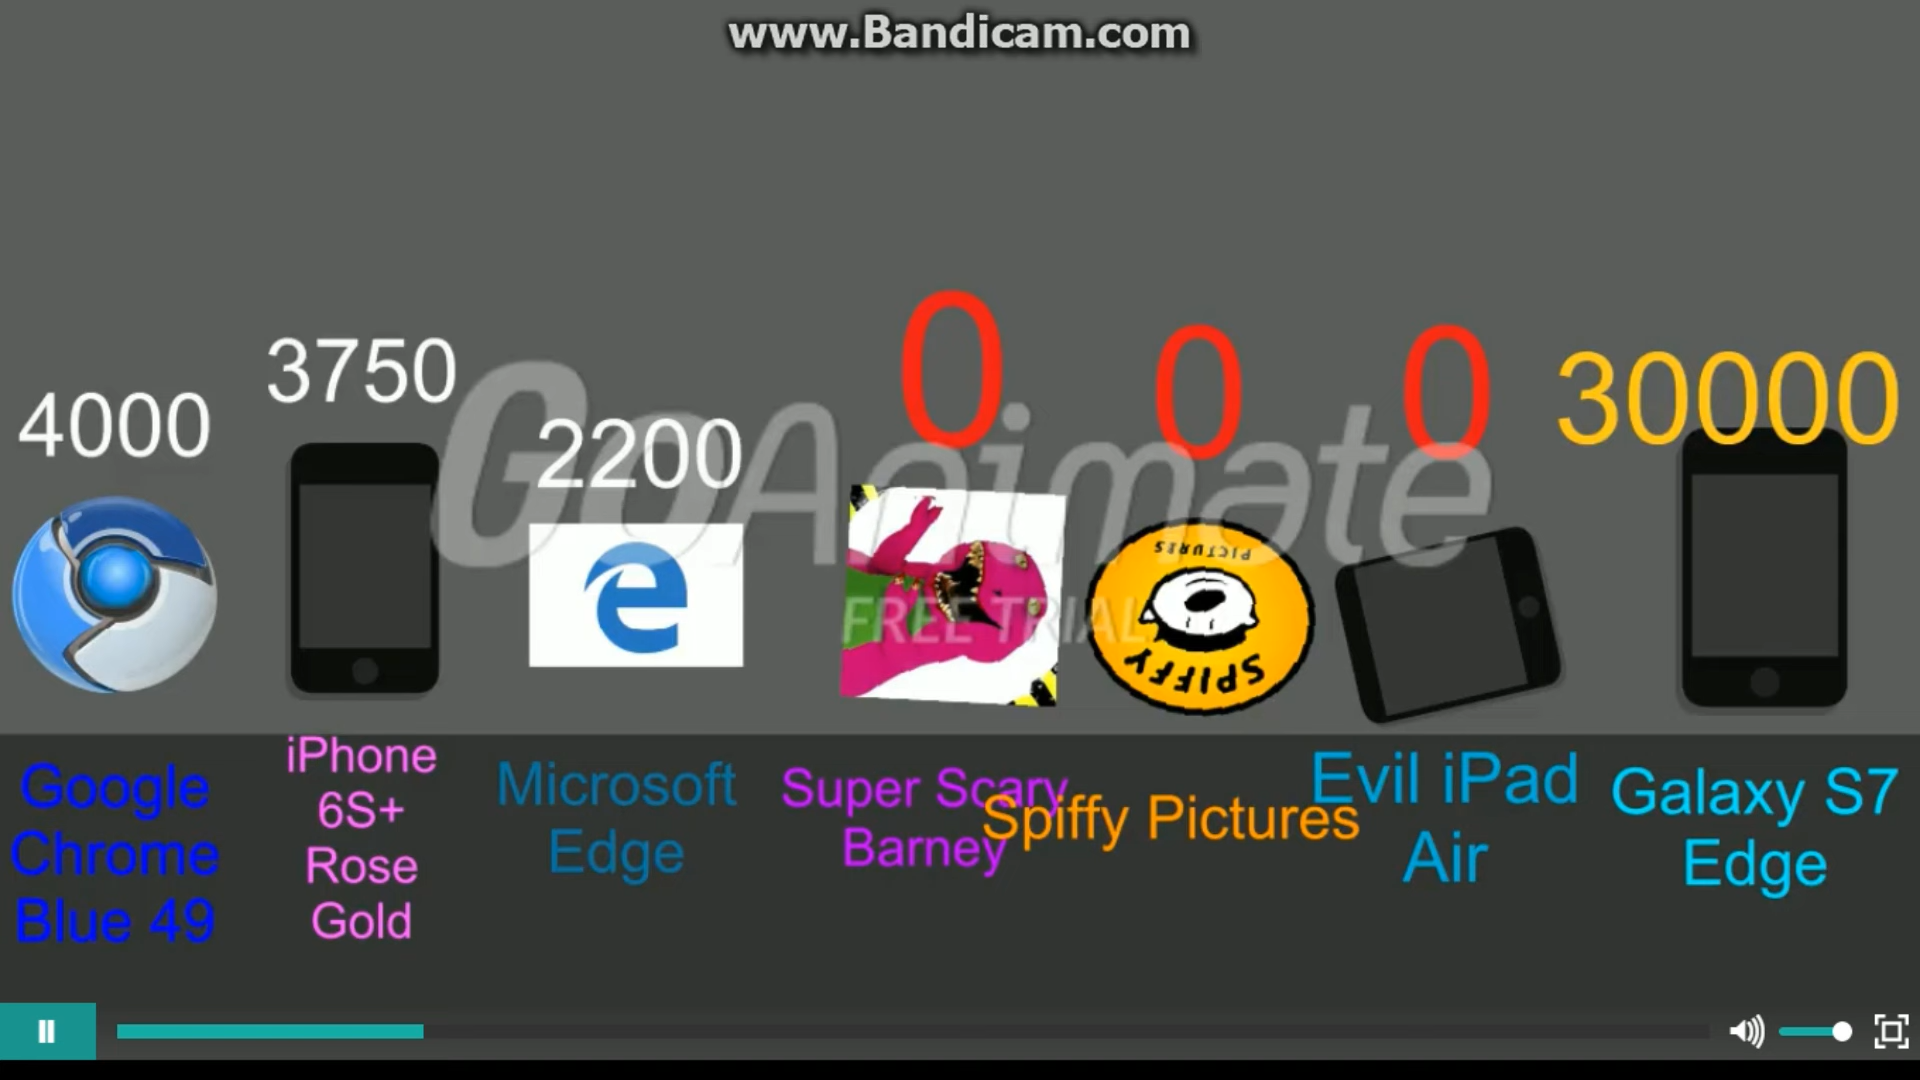 www.Bandicam.com
4000
3750
2200
0
0
0
30000
GoAnimate
FREE TRIAL
PICTURES
SPIFFY
Google
Chrome
Blue 49
iPhone
6S+
Rose
Gold
Microsoft
Edge
Super Scary
Barney
Spiffy Pictures
Evil iPad
Air
Galaxy S7
Edge